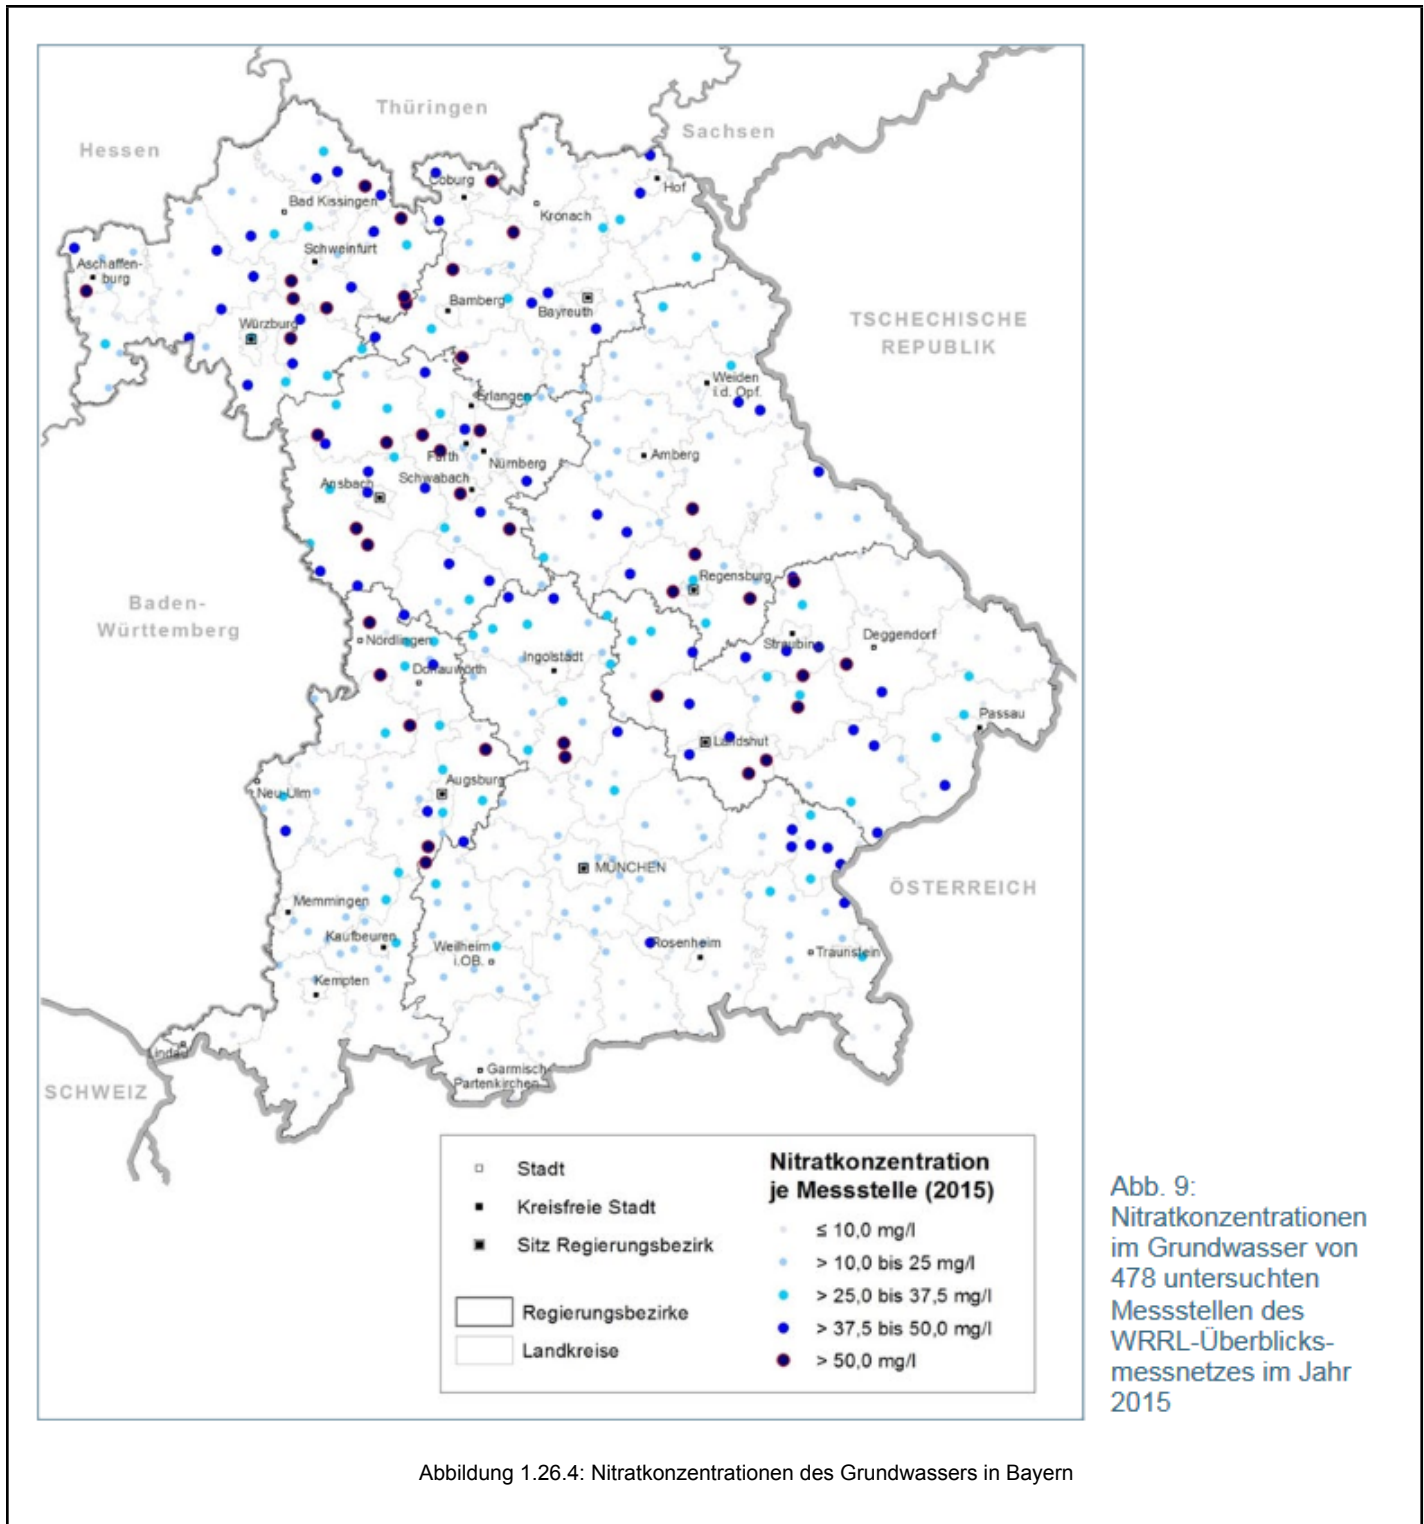 Thüringen
Sachsen
Hessen
Coburg
Hof
Bad Kissingen
Kronach
Schweinfurt
Aschaffen-
burg
Bamberg
Bayreuth
Würzburg
TSCHECHISCHE
REPUBLIK
Weiden
i.d. Opf.
Erlangen
Fürth
Nürnberg
Amberg
Ansbach
Schwabach
Regensburg
Baden-
Württemberg
Nördlingen
Straubing
Deggendorf
Ingolstadt
Donauwörth
Passau
Landshut
Neu-Ulm
Augsburg
MÜNCHEN
ÖSTERREICH
Memmingen
Kaufbeuren
Weilheim
i.OB.
Rosenheim
Traunstein
Kempten
Lindau
Garmisch-
Partenkirchen
SCHWEIZ
Stadt
Kreisfreie Stadt
Sitz Regierungsbezirk
Regierungsbezirke
Landkreise
Nitratkonzentration
je Messstelle (2015)
≤ 10,0 mg/l
> 10,0 bis 25 mg/l
> 25,0 bis 37,5 mg/l
> 37,5 bis 50,0 mg/l
> 50,0 mg/l
Abb. 9:
Nitratkonzentrationen
im Grundwasser von
478 untersuchten
Messstellen des
WRRL-Überblicks-
messnetzes im Jahr
2015
Abbildung 1.26.4: Nitratkonzentrationen des Grundwassers in Bayern